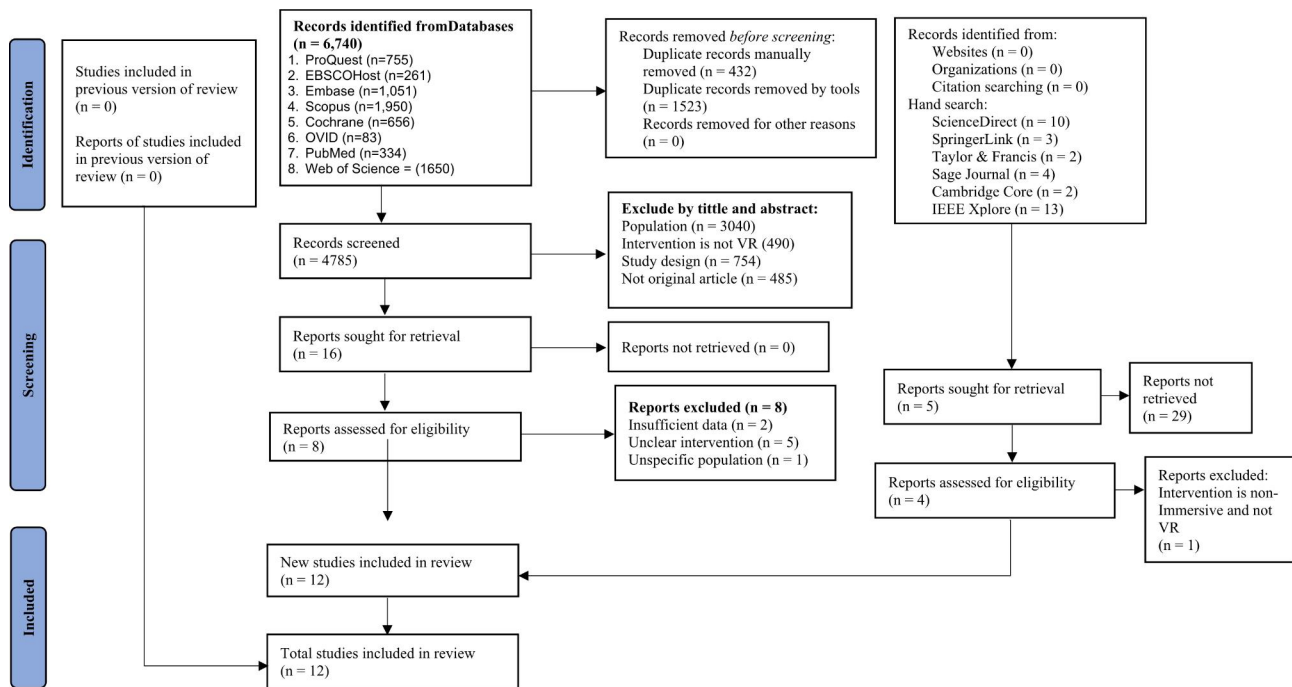 Identification
Studies included in
previous version of review
(n = 0)
Reports of studies included
in previous version of
review (n = 0)
Records identified fromDatabases
(n = 6,740)
1. ProQuest (n=755)
2. EBSCOHost (n=261)
3. Embase (n=1,051)
4. Scopus (n=1,950)
5. Cochrane (n=656)
6. OVID (n=83)
7. PubMed (n=334)
8. Web of Science = (1650)
Records removed before screening:
Duplicate records manually
removed (n = 432)
Duplicate records removed by tools
(n = 1523)
Records removed for other reasons
(n = 0)
Records identified from:
Websites (n = 0)
Organizations (n = 0)
Citation searching (n = 0)
Hand search:
ScienceDirect (n = 10)
SpringerLink (n = 3)
Taylor & Francis (n = 2)
Sage Journal (n = 4)
Cambridge Core (n = 2)
IEEE Xplore (n = 13)
Screening
Records screened
(n = 4785)
Exclude by tittle and abstract:
Population (n = 3040)
Intervention is not VR (490)
Study design (n = 754)
Not original article (n = 485)
Reports sought for retrieval
(n = 16)
Reports not retrieved (n = 0)
Reports sought for retrieval
(n = 5)
Reports not
retrieved
(n = 29)
Reports assessed for eligibility
(n = 8)
Reports excluded (n = 8)
Insufficient data (n = 2)
Unclear intervention (n = 5)
Unspecific population (n = 1)
Reports assessed for eligibility
(n = 4)
Reports excluded:
Intervention is non-
Immersive and not
VR
(n = 1)
Included
New studies included in review
(n = 12)
Total studies included in review
(n = 12)